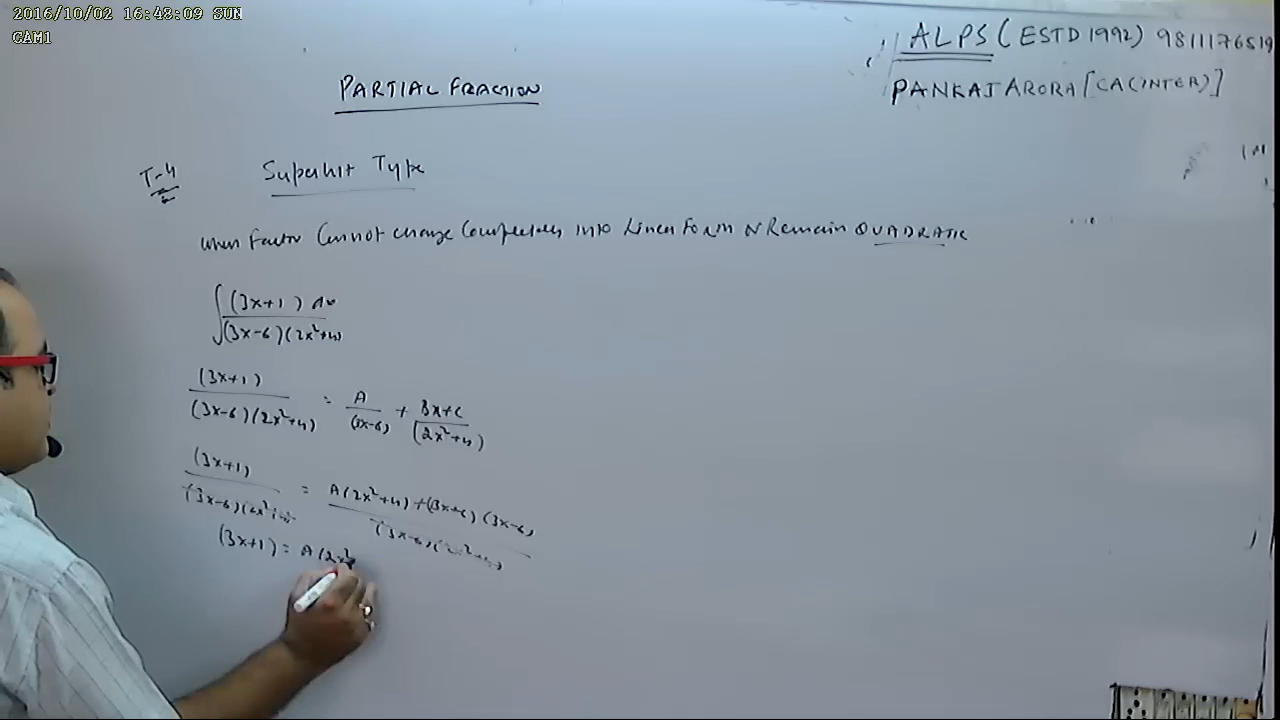 2016/10/02 16:43:09 SUN
CAM1
ALPS (ESTD 1992) 9811176519
PANKAJ ARORA [CA(INTER)]
PARTIAL FRACTION
T-4 Superhit Type
When Factor Cannot change Completely into Linear Form N Remain QUADRATIC
∫ (3x+1) dx
(3x-6)(2x²+4)
(3x+1) = A + Bx+C
(3x-6)(2x²+4) (3x-6) (2x²+4)
(3x+1) = A(2x²+4)+(Bx+C)(3x-6)
(3x-6)(2x²+4) (3x-6)(2x²+4)
(3x+1) = A(2x²